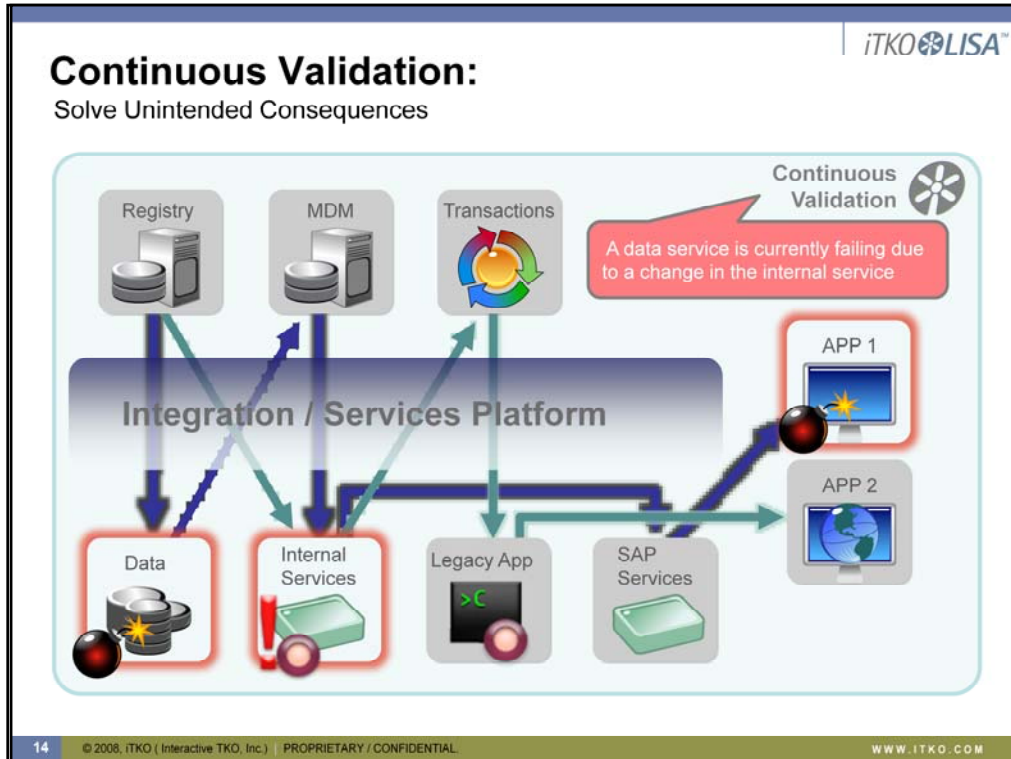 iTKO LISA™
Continuous Validation:
Solve Unintended Consequences
Continuous
Validation
Registry
MDM
Transactions
A data service is currently failing due
to a change in the internal service
APP 1
Integration / Services Platform
APP 2
Data
Internal
Services
Legacy App
SAP
Services
>C
14
© 2008, iTKO ( Interactive TKO, Inc.) | PROPRIETARY / CONFIDENTIAL.
WWW.ITKO.COM